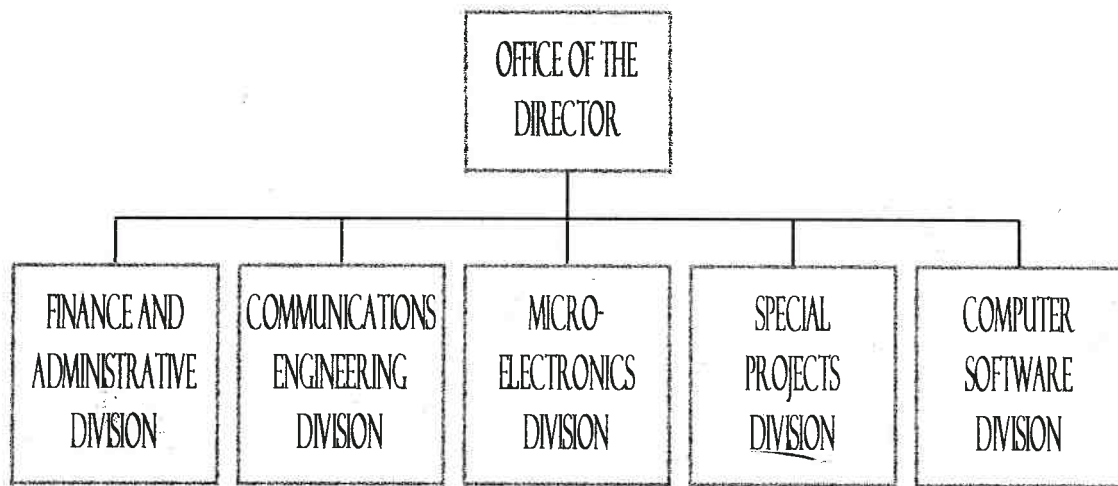 OFFICE OF THE
DIRECTOR
FINANCE AND
ADMINISTRATIVE
DIVISION
COMMUNICATIONS
ENGINEERING
DIVISION
MICRO-
ELECTRONICS
DIVISION
SPECIAL
PROJECTS
DIVISION
COMPUTER
SOFTWARE
DIVISION